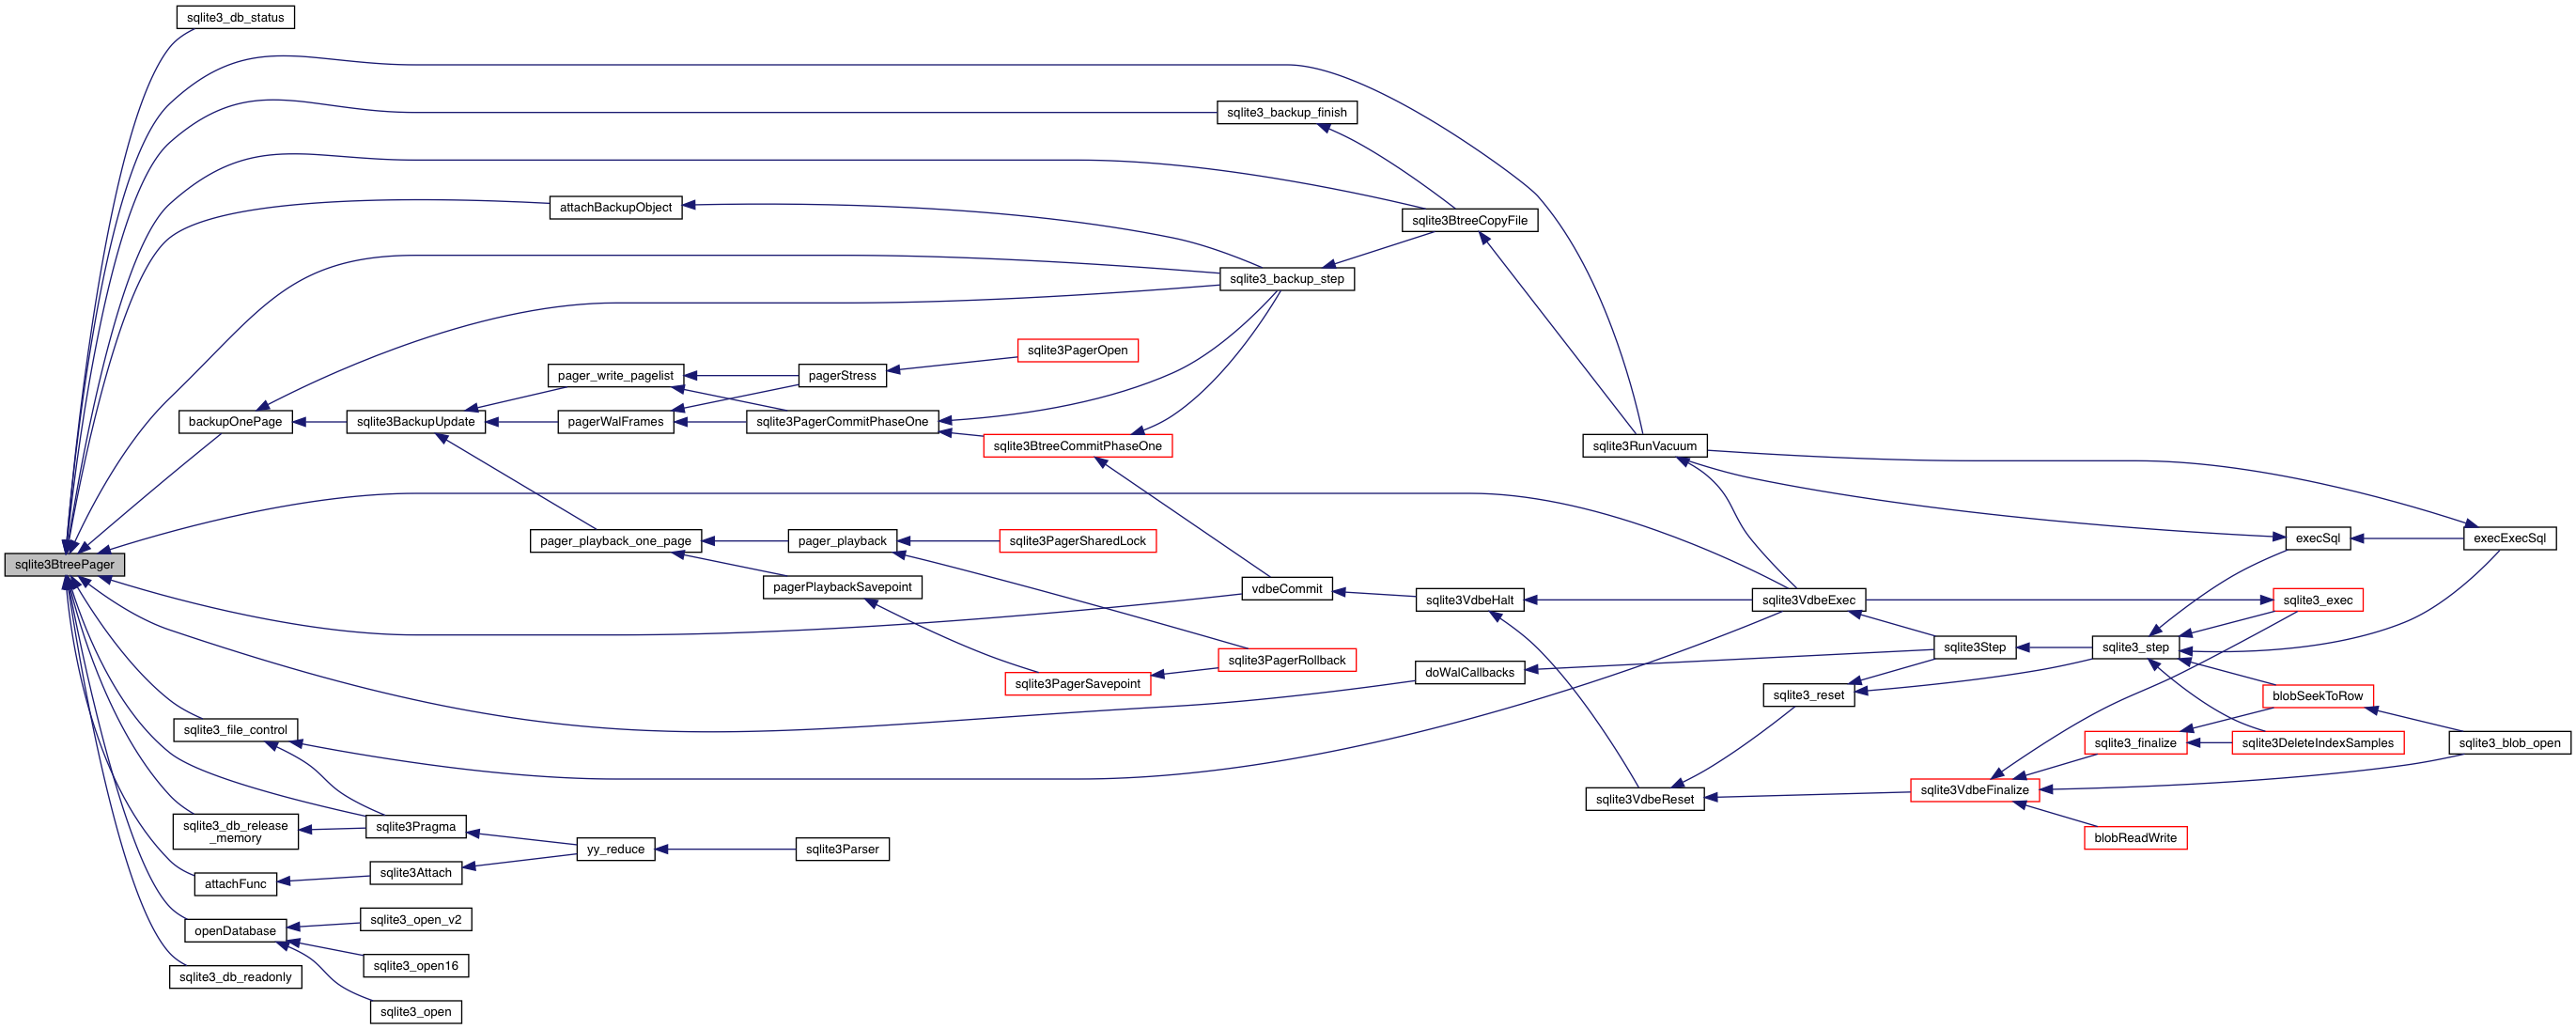 sqlite3_db_status
sqlite3_backup_finish
attachBackupObject
sqlite3BtreeCopyFile
sqlite3_backup_step
sqlite3PagerOpen
pager_write_pagelist
pagerStress
backupOnePage
sqlite3BackupUpdate
pagerWalFrames
sqlite3PagerCommitPhaseOne
sqlite3BtreeCommitPhaseOne
sqlite3RunVacuum
pager_playback_one_page
pager_playback
sqlite3PagerSharedLock
execSql
execExecSql
sqlite3BtreePager
pagerPlaybackSavepoint
vdbeCommit
sqlite3VdbeHalt
sqlite3VdbeExec
sqlite3_exec
sqlite3Step
sqlite3_step
sqlite3PagerRollback
doWalCallbacks
sqlite3PagerSavepoint
sqlite3_reset
blobSeekToRow
sqlite3_file_control
sqlite3_finalize
sqlite3DeleteIndexSamples
sqlite3_blob_open
sqlite3VdbeReset
sqlite3VdbeFinalize
sqlite3_db_release
_memory
sqlite3Pragma
blobReadWrite
yy_reduce
sqlite3Parser
attachFunc
sqlite3Attach
openDatabase
sqlite3_open_v2
sqlite3_open16
sqlite3_db_readonly
sqlite3_open